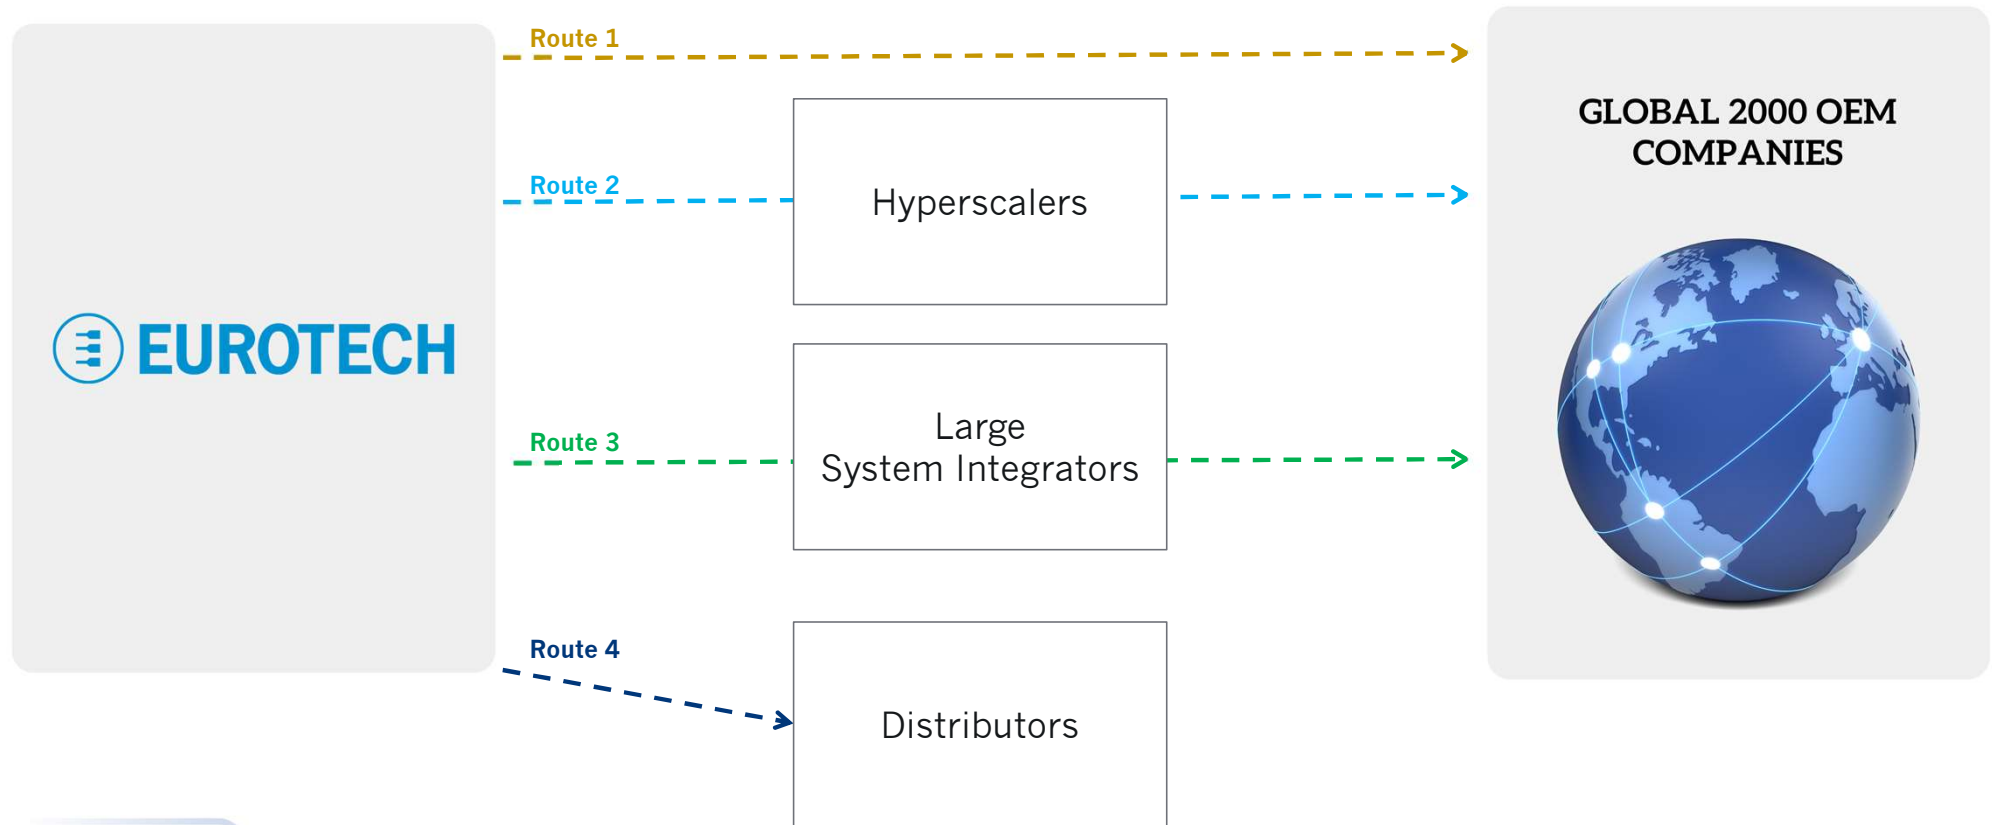 Route 1
GLOBAL 2000 OEM
COMPANIES
Route 2
Hyperscalers
EUROTECH
Route 3
Large
System Integrators
Route 4
Distributors